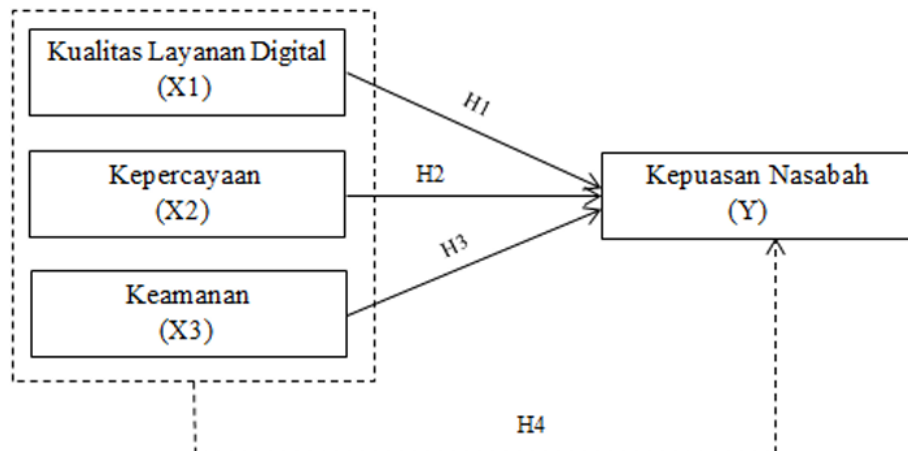 Kualitas Layanan Digital
(X1)
H1
Kepercayaan
(X2)
H2
Kepuasan Nasabah
(Y)
H3
Keamanan
(X3)
H4